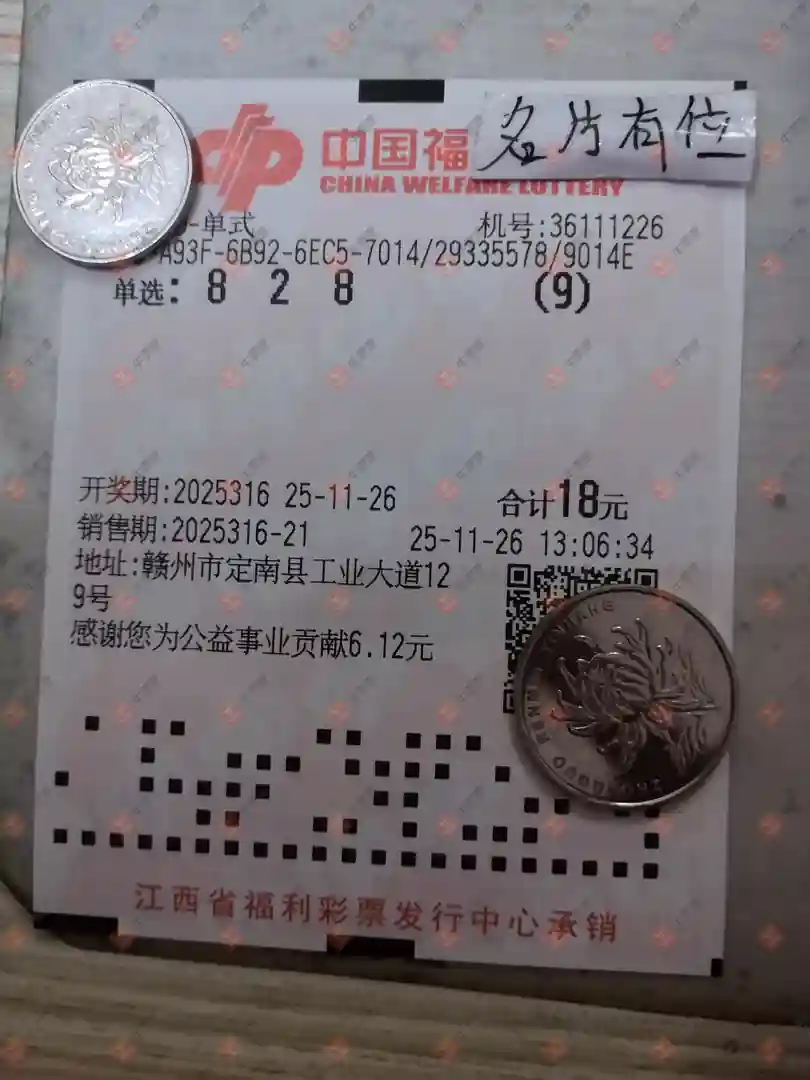 中国福
CHINA WELFARE LOTTERY
名片有位
-单式 机号:36111226
A93F-6B92-6EC5-7014/29335578/9014E
单选: 8 2 8 (9)
开奖期:2025316 25-11-26 合计18元
销售期:2025316-21 25-11-26 13:06:34
地址:赣州市定南县工业大道12
9号
感谢您为公益事业贡献6.12元
江西省福利彩票发行中心承销